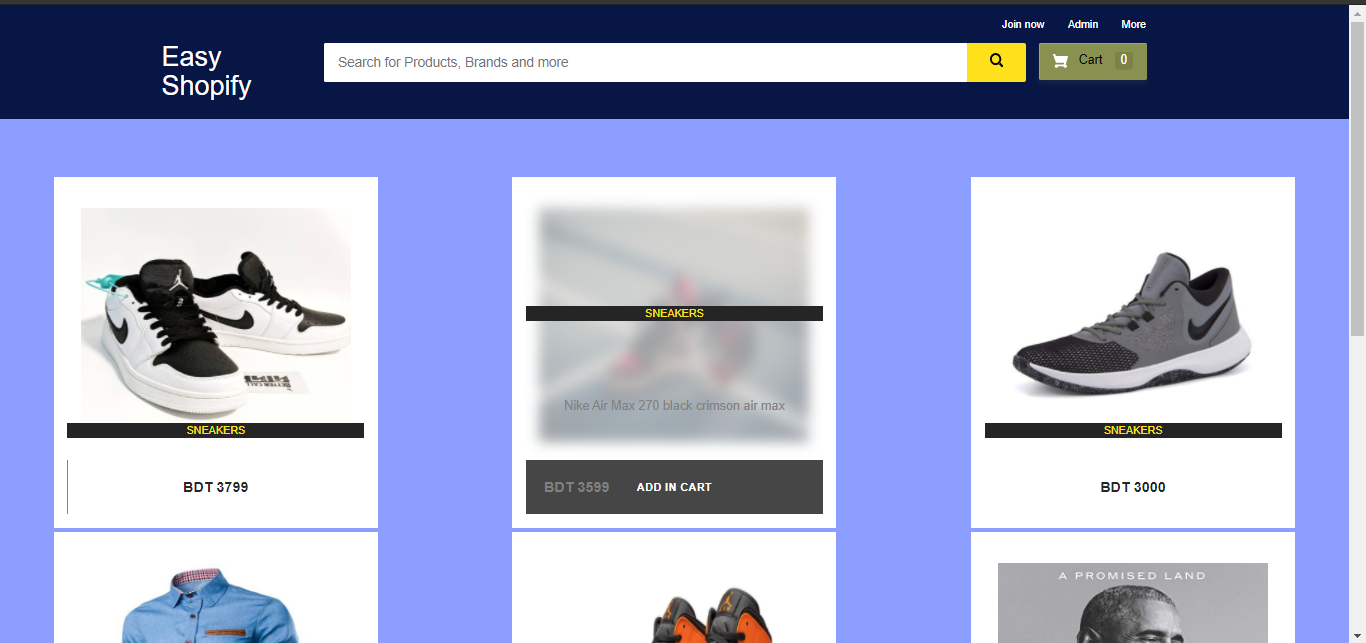 Join now Admin More
Easy
Shopify
Search for Products, Brands and more
Cart 0
SNEAKERS
Nike Air Max 270 black crimson air max
SNEAKERS
SNEAKERS
BDT 3799
BDT 3599 ADD IN CART
BDT 3000
A PROMISED LAND